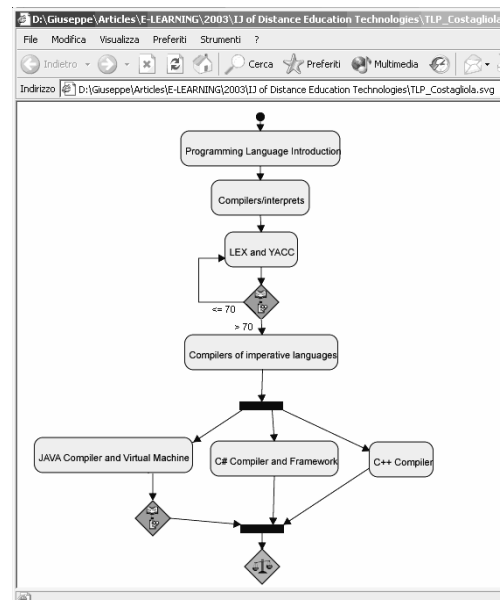 D:\Giuseppe\Articles\E-LEARNING\2003\IJ of Distance Education Technologies\TLP_Costagliola
File Modifica Visualizza Preferiti Strumenti ?
Indietro Cerca Preferiti Multimedia
Indirizzo D:\Giuseppe\Articles\E-LEARNING\2003\IJ of Distance Education Technologies\TLP_Costagliola.svg
Programming Language Introduction
Compilers/interprets
LEX and YACC
<= 70
> 70
Compilers of imperative languages
JAVA Compiler and Virtual Machine
C# Compiler and Framework
C++ Compiler